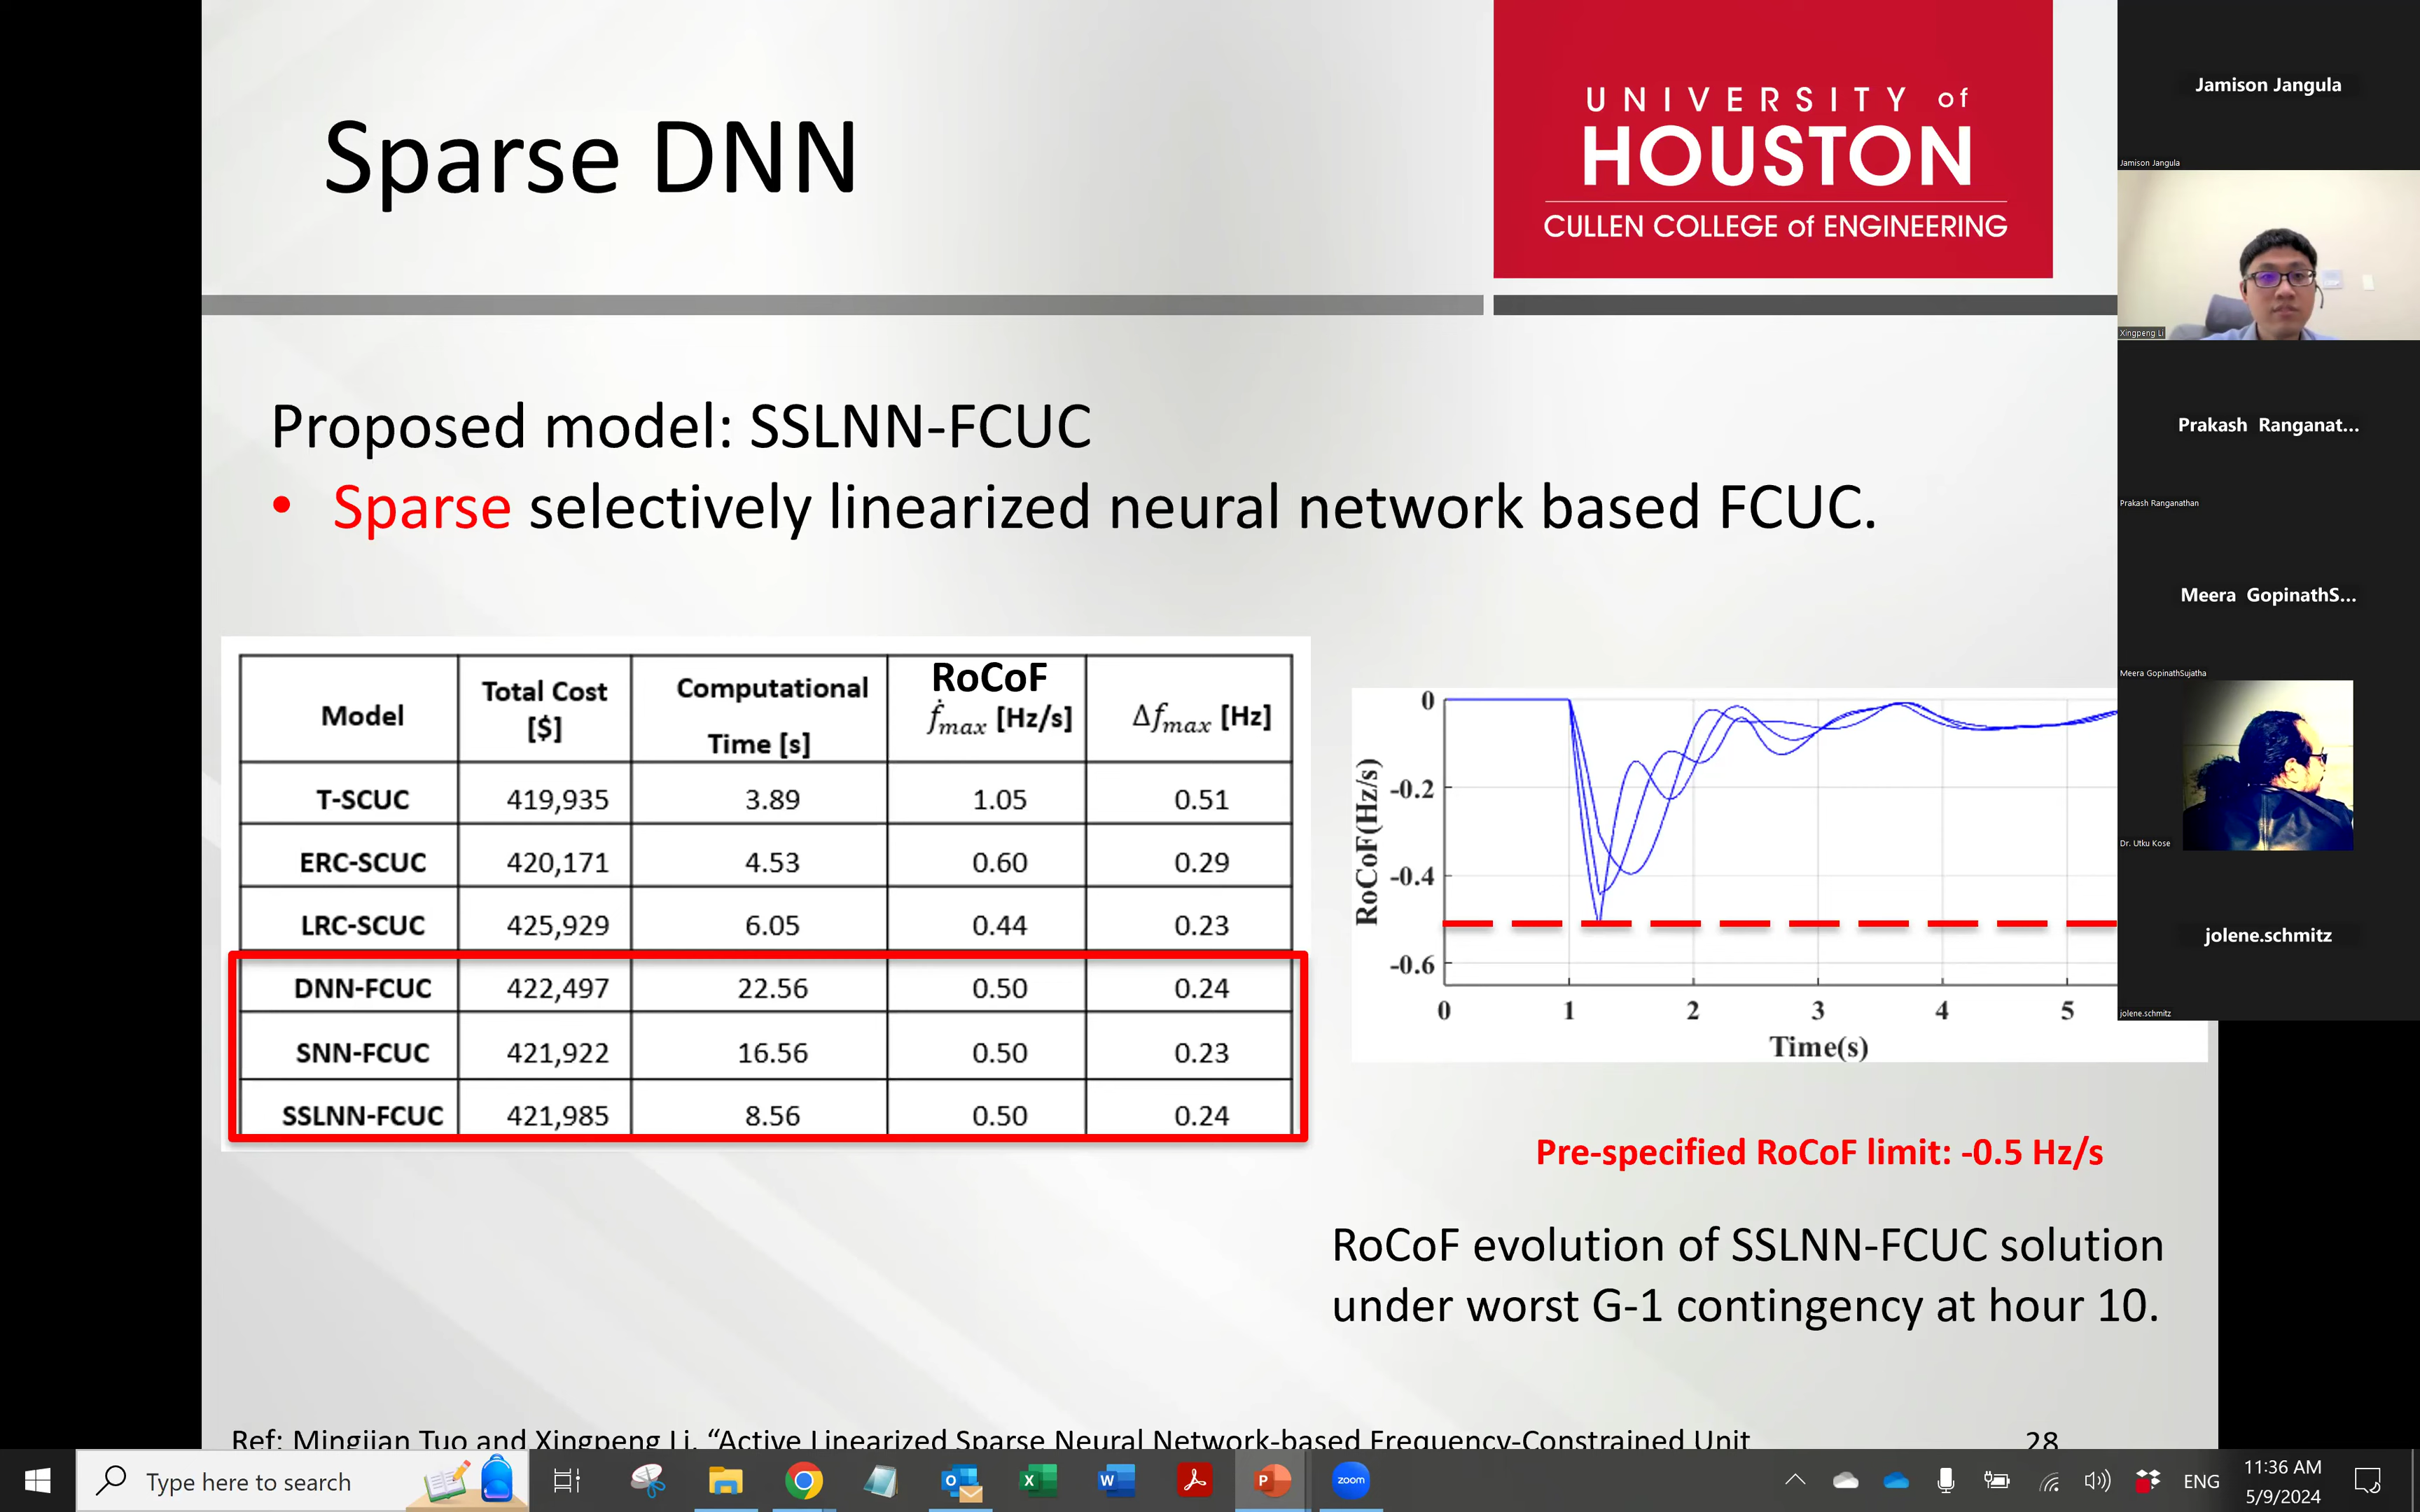 Sparse DNN
UNIVERSITY of
HOUSTON
CULLEN COLLEGE of ENGINEERING
Proposed model: SSLNN-FCUC
• Sparse selectively linearized neural network based FCUC.
Model Total Cost [$] Computational Time [s] RoCoF ḟmax [Hz/s] Δfmax [Hz]
T-SCUC 419,935 3.89 1.05 0.51
ERC-SCUC 420,171 4.53 0.60 0.29
LRC-SCUC 425,929 6.05 0.44 0.23
DNN-FCUC 422,497 22.56 0.50 0.24
SNN-FCUC 421,922 16.56 0.50 0.23
SSLNN-FCUC 421,985 8.56 0.50 0.24
RoCoF(Hz/s)
0
-0.2
-0.4
-0.6
0 1 2 3 4 5
Time(s)
Pre-specified RoCoF limit: -0.5 Hz/s
RoCoF evolution of SSLNN-FCUC solution
under worst G-1 contingency at hour 10.
Ref: Mingjian Tuo and Xingpeng Li, “Active Linearized Sparse Neural Network-based Frequency-Constrained Unit
28
Jamison Jangula
Jamison Jangula
Xingpeng Li
Prakash Ranganat...
Prakash Ranganathan
Meera GopinathS...
Meera GopinathSujatha
Dr. Utku Kose
jolene.schmitz
jolene.schmitz
Type here to search
zoom
ENG
11:36 AM
5/9/2024